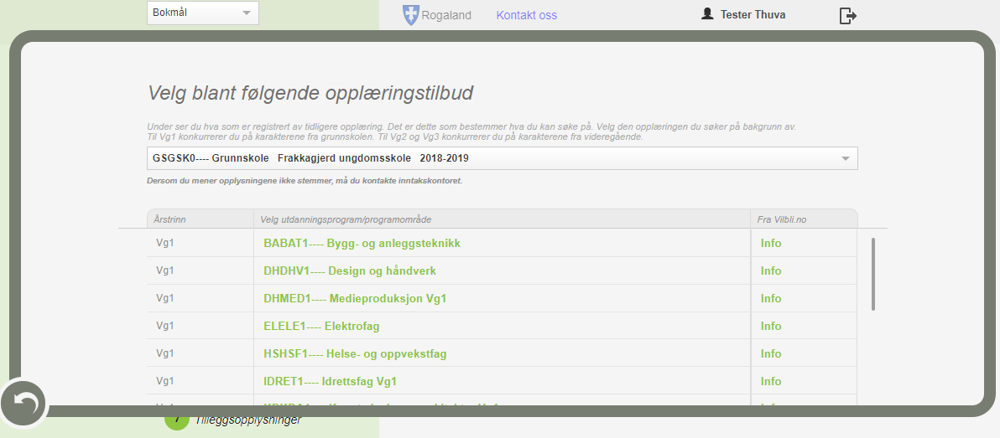 Bokmål
Rogaland
Kontakt oss
Tester Thuva
Velg blant følgende opplæringstilbud
Under ser du hva som er registrert av tidligere opplæring. Det er dette som bestemmer hva du kan søke på. Velg den opplæringen du søker på bakgrunn av.
Til Vg1 konkurrerer du på karakterene fra grunnskolen. Til Vg2 og Vg3 konkurrerer du på karakterene fra videregående.
GSGSK0---- Grunnskole Frakkagjerd ungdomsskole 2018-2019
Dersom du mener opplysningene ikke stemmer, må du kontakte inntakskontoret.
Årstrinn Velg utdanningsprogram/programområde Fra Vilbli.no
Vg1 BABAT1---- Bygg- og anleggsteknikk Info
Vg1 DHDHV1---- Design og håndverk Info
Vg1 DHMED1---- Medieproduksjon Vg1 Info
Vg1 ELELE1---- Elektrofag Info
Vg1 HSHSF1---- Helse- og oppvekstfag Info
Vg1 IDRET1---- Idrettsfag Vg1 Info
7 Tilleggsopplysninger